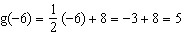 g(−6) = 1/2 (−6) + 8 = −3 + 8 = 5